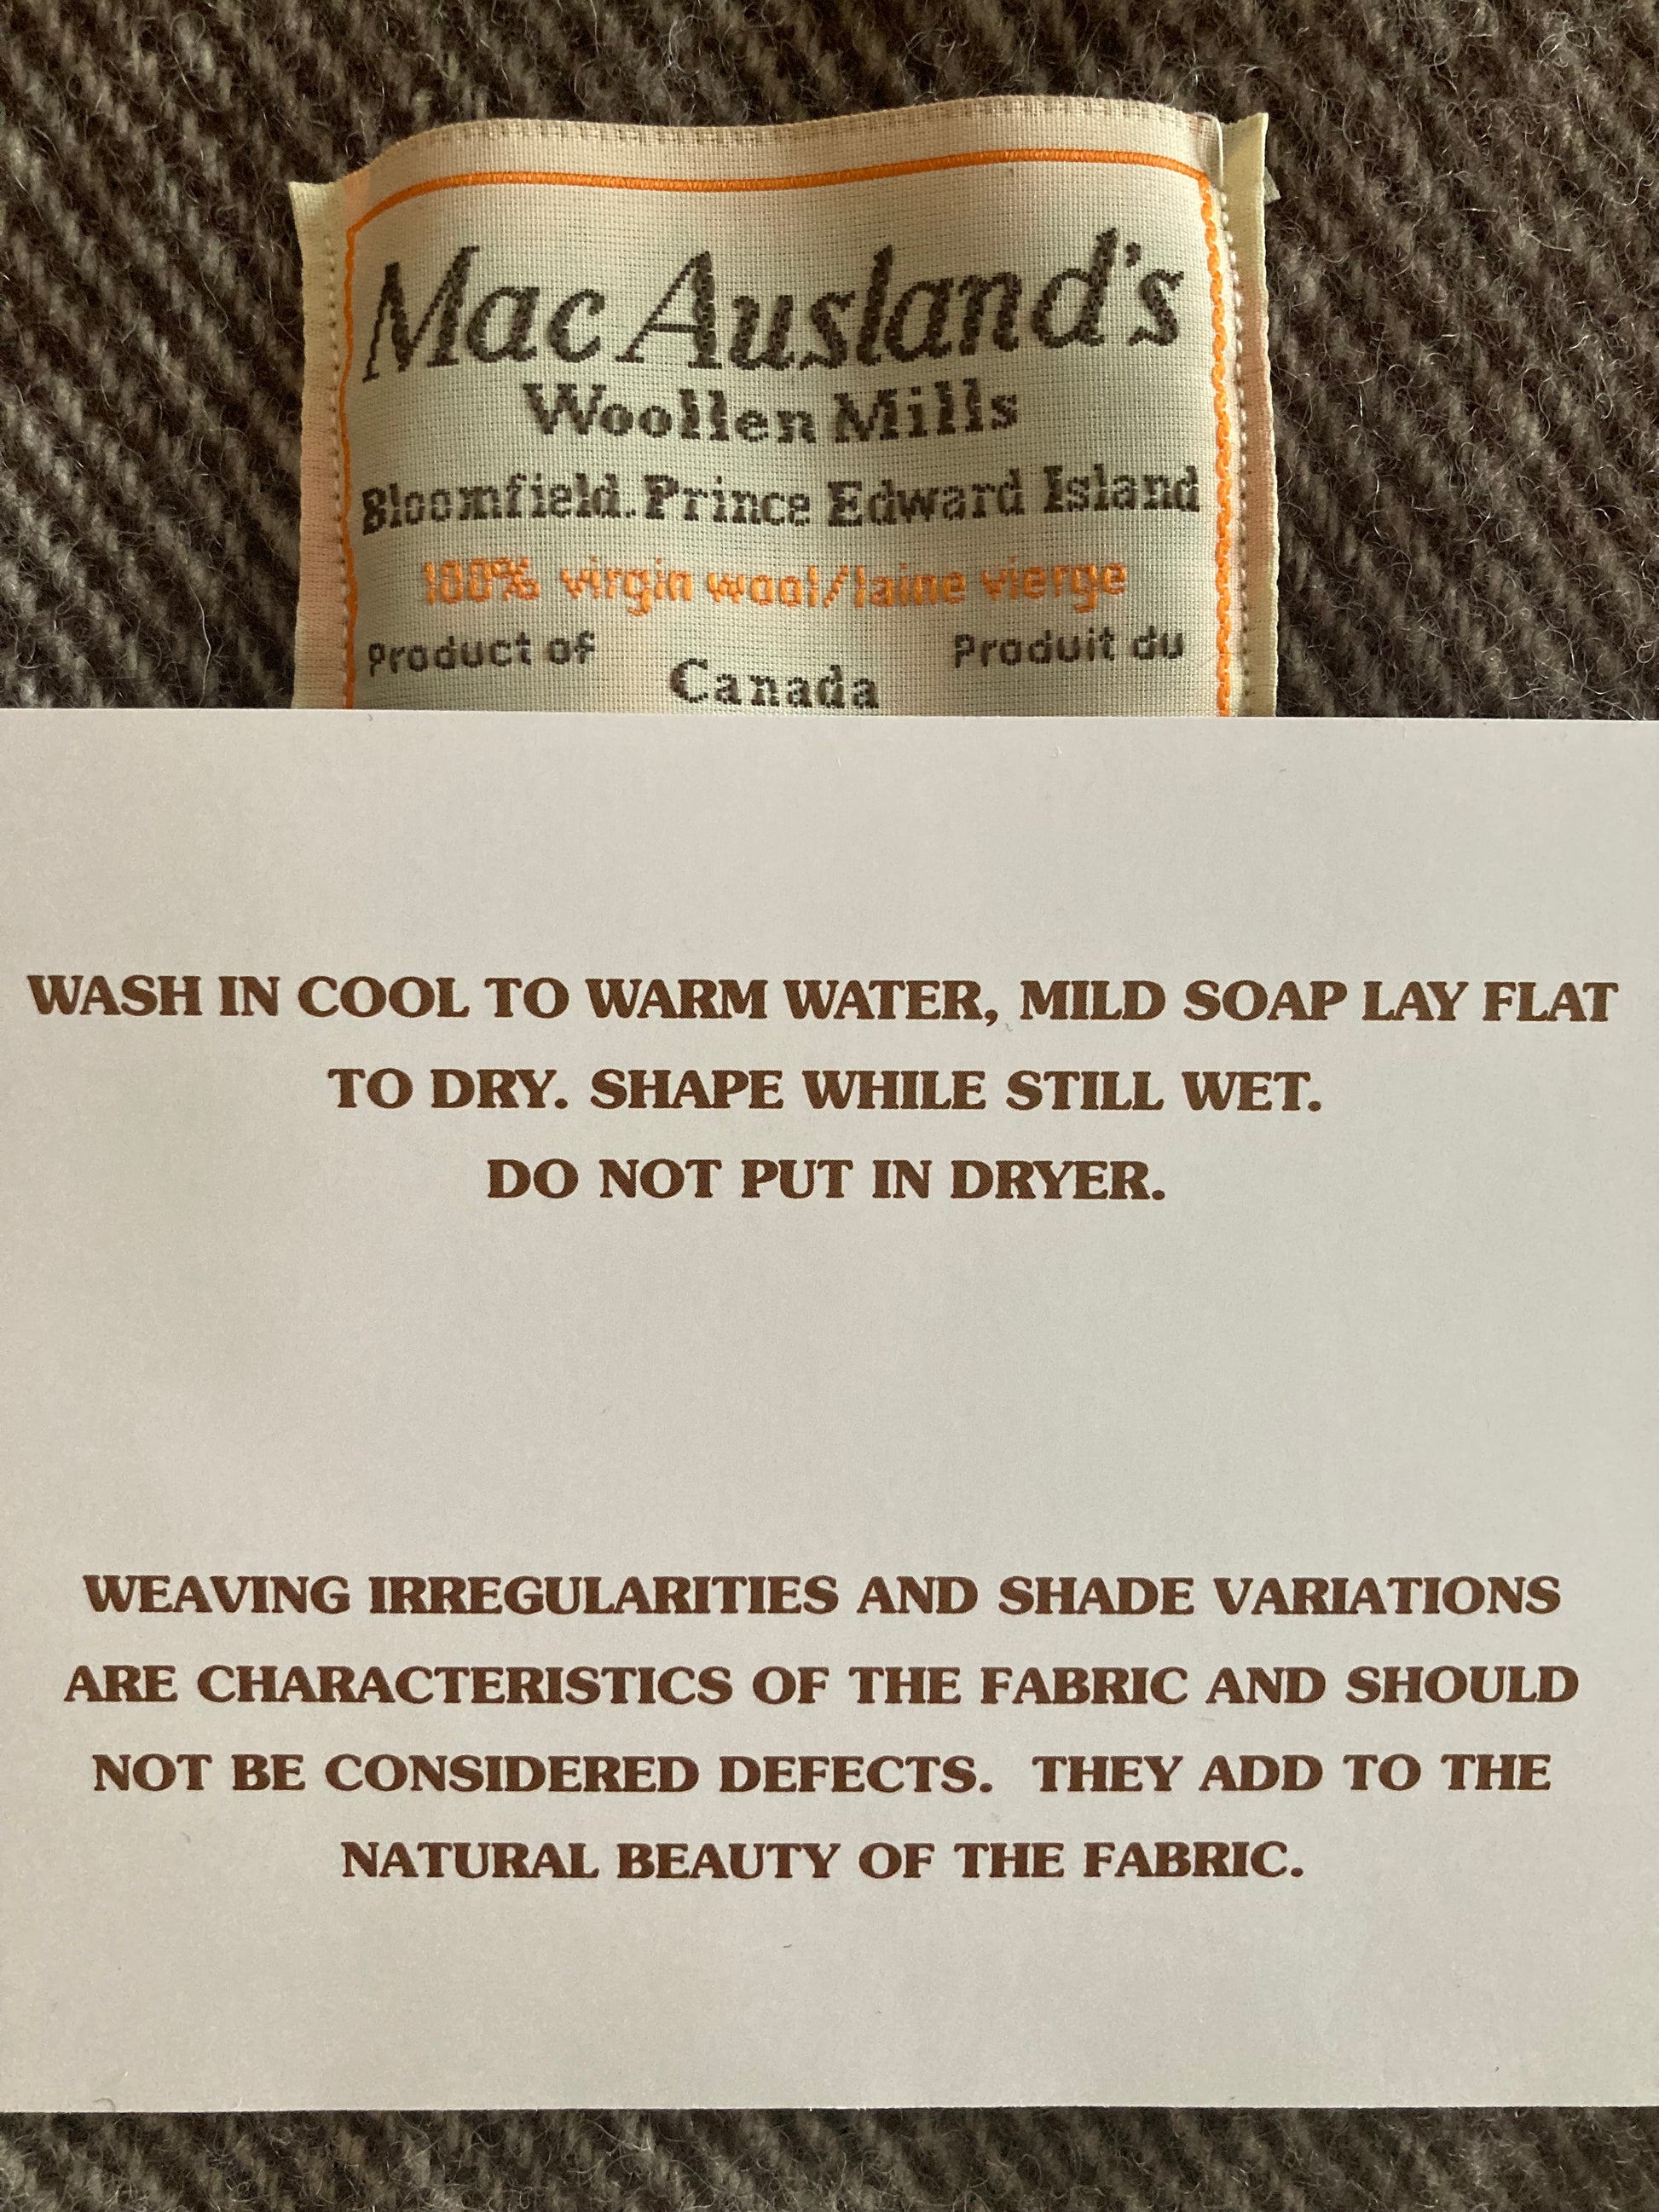 Mac Ausland's
Woollen Mills
Bloomfield. Prince Edward Island
100% virgin wool/laine vierge
Product of Produit du
Canada
WASH IN COOL TO WARM WATER, MILD SOAP LAY FLAT
TO DRY. SHAPE WHILE STILL WET.
DO NOT PUT IN DRYER.
WEAVING IRREGULARITIES AND SHADE VARIATIONS
ARE CHARACTERISTICS OF THE FABRIC AND SHOULD
NOT BE CONSIDERED DEFECTS. THEY ADD TO THE
NATURAL BEAUTY OF THE FABRIC.